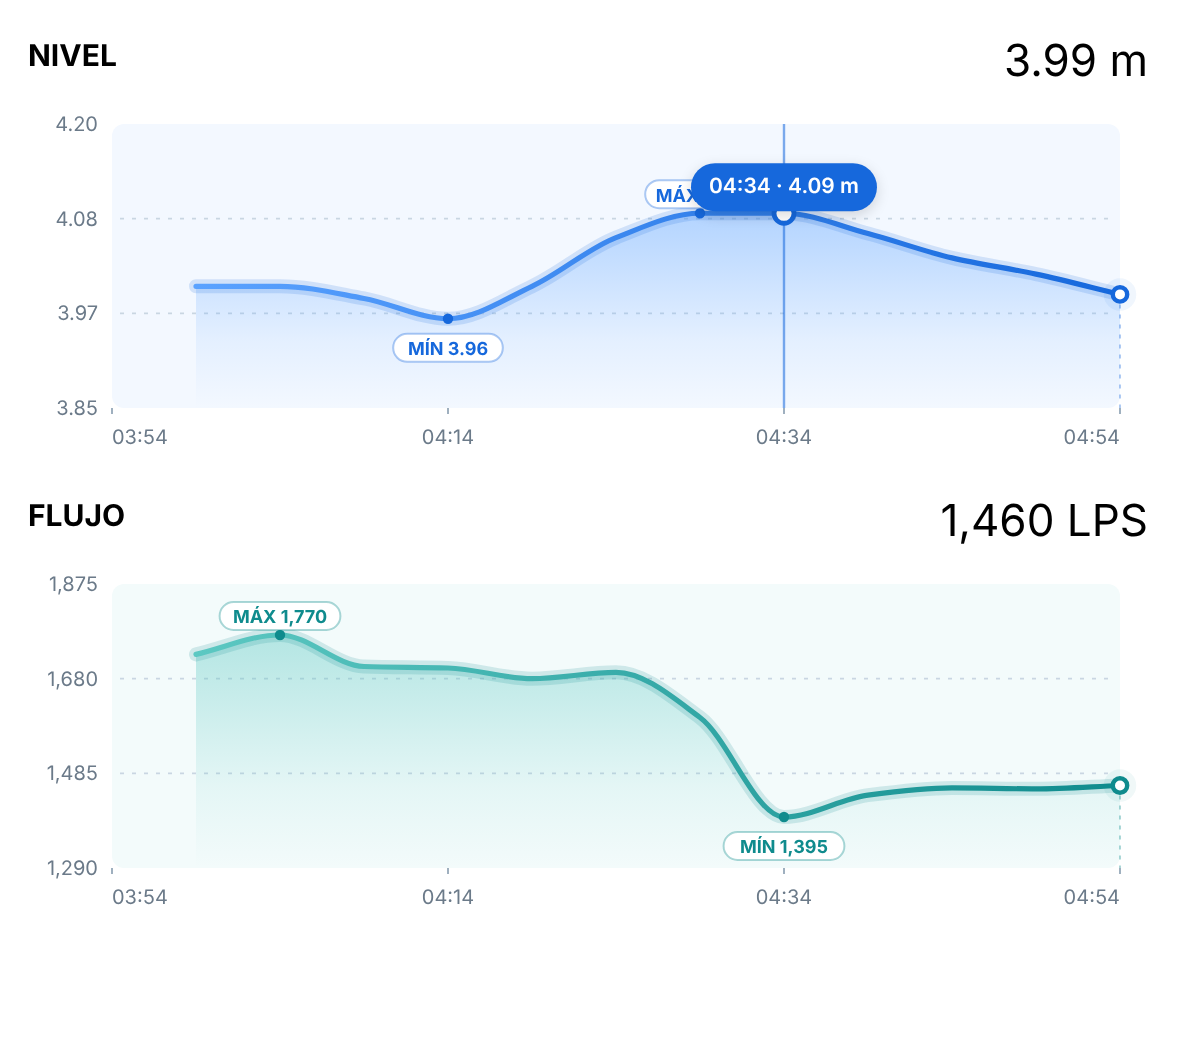 NIVEL
3.99 m
4.20
MÁX
04:34 · 4.09 m
4.08
3.97
MÍN 3.96
3.85
03:54 04:14 04:34 04:54
FLUJO
1,460 LPS
1,875
MÁX 1,770
1,680
1,485
MÍN 1,395
1,290
03:54 04:14 04:34 04:54